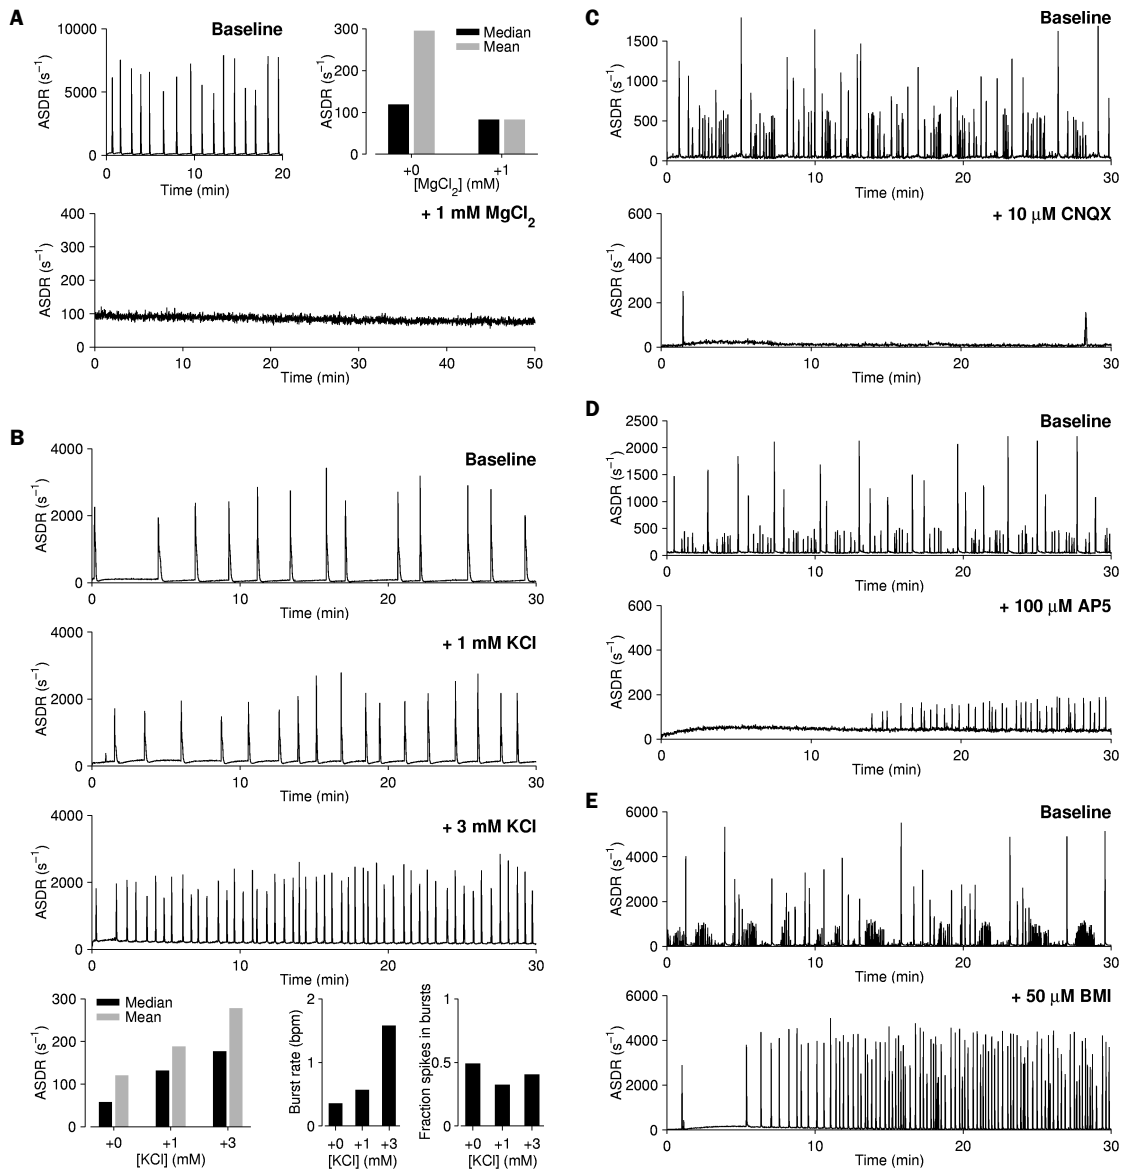 A
Baseline
ASDR (s⁻¹)
10000
5000
0
0 10 20
Time (min)
ASDR (s⁻¹)
300
200
100
0
Median
Mean
+0 +1
[MgCl₂] (mM)
+ 1 mM MgCl₂
ASDR (s⁻¹)
400
300
200
100
0
0 10 20 30 40 50
Time (min)
B
Baseline
ASDR (s⁻¹)
4000
2000
0
0 10 20 30
Time (min)
+ 1 mM KCl
ASDR (s⁻¹)
4000
2000
0
0 10 20 30
Time (min)
+ 3 mM KCl
ASDR (s⁻¹)
4000
2000
0
0 10 20 30
Time (min)
ASDR (s⁻¹)
300
200
100
0
Median
Mean
+0 +1 +3
[KCl] (mM)
Burst rate (bpm)
2
1
0
+0 +1 +3
[KCl] (mM)
Fraction spikes in bursts
1
0.5
0
+0 +1 +3
[KCl] (mM)
C
Baseline
ASDR (s⁻¹)
1500
1000
500
0
0 10 20 30
Time (min)
+ 10 μM CNQX
ASDR (s⁻¹)
600
400
200
0
0 10 20 30
Time (min)
D
Baseline
ASDR (s⁻¹)
2500
2000
1500
1000
500
0
0 10 20 30
Time (min)
+ 100 μM AP5
ASDR (s⁻¹)
600
400
200
0
0 10 20 30
Time (min)
E
Baseline
ASDR (s⁻¹)
6000
4000
2000
0
0 10 20 30
Time (min)
+ 50 μM BMI
ASDR (s⁻¹)
6000
4000
2000
0
0 10 20 30
Time (min)